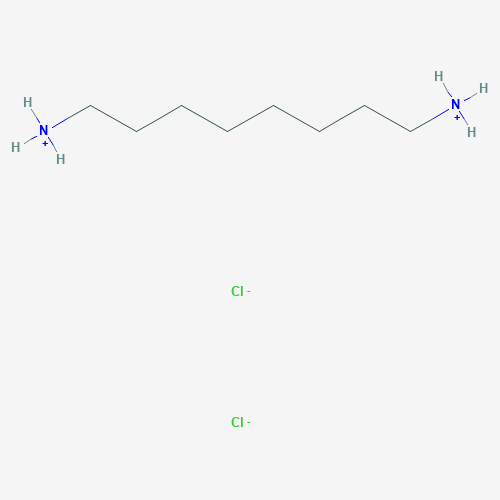 H H
H N+ H
H N+ H
H
Cl -
Cl -